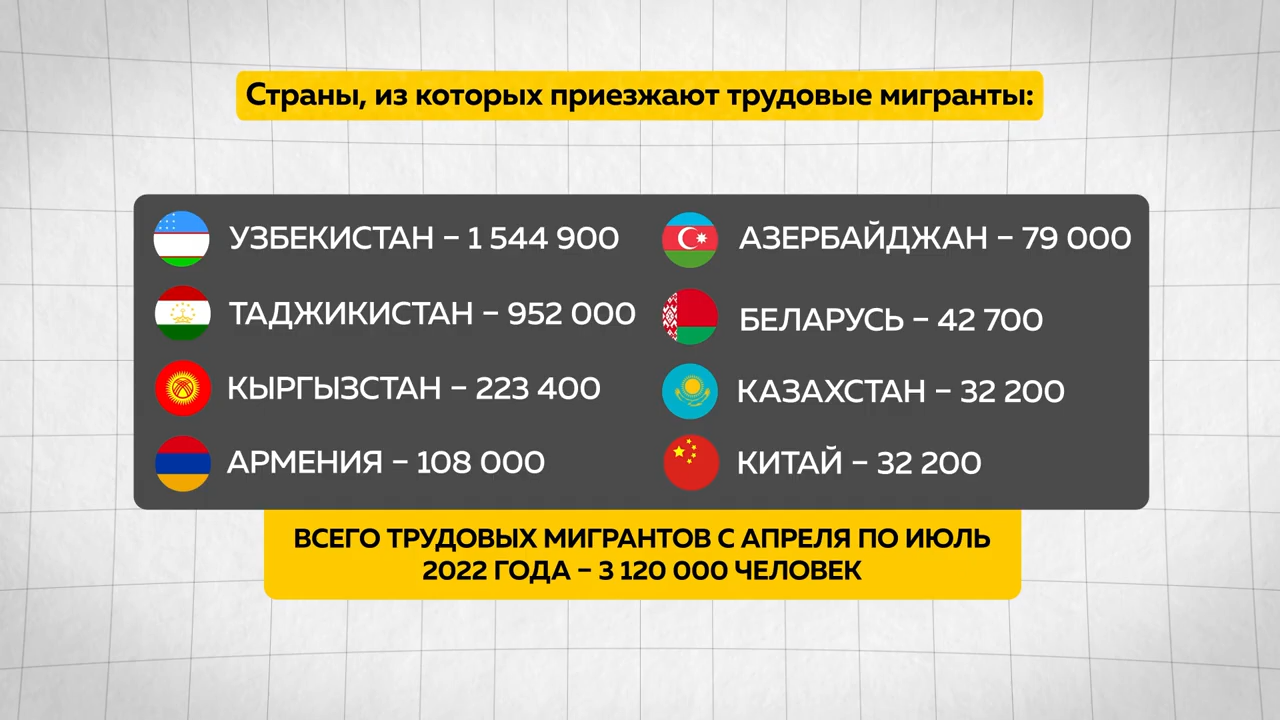 Страны, из которых приезжают трудовые мигранты:
УЗБЕКИСТАН – 1 544 900
ТАДЖИКИСТАН – 952 000
КЫРГЫЗСТАН – 223 400
АРМЕНИЯ – 108 000
АЗЕРБАЙДЖАН – 79 000
БЕЛАРУСЬ – 42 700
КАЗАХСТАН – 32 200
КИТАЙ – 32 200
ВСЕГО ТРУДОВЫХ МИГРАНТОВ С АПРЕЛЯ ПО ИЮЛЬ
2022 ГОДА – 3 120 000 ЧЕЛОВЕК